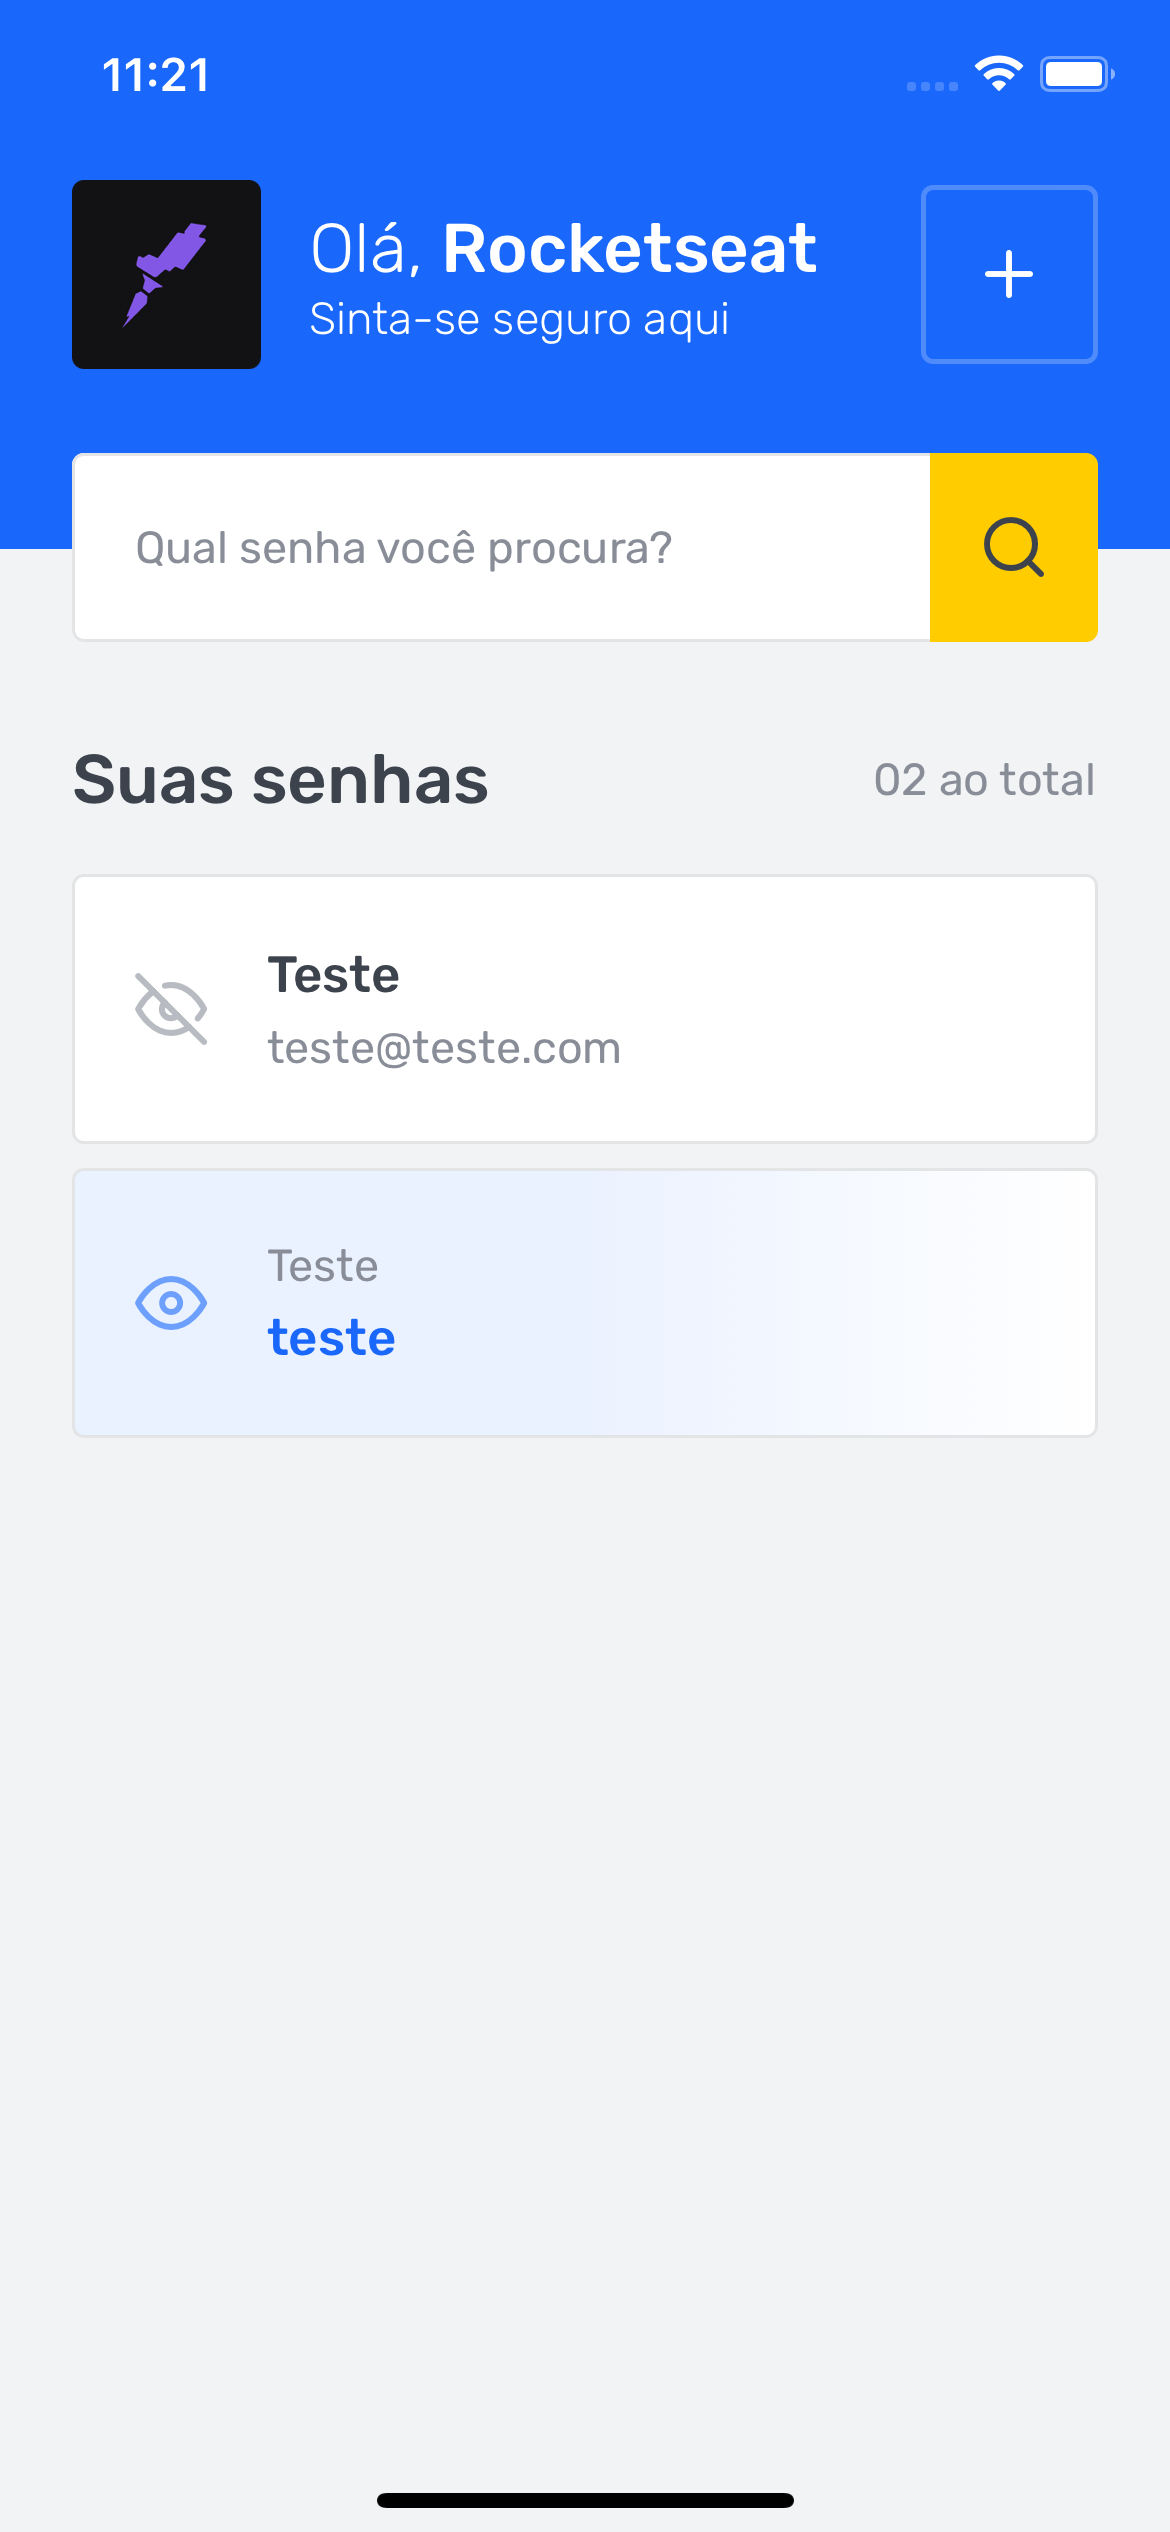 11:21
Olá, Rocketseat
Sinta-se seguro aqui
Qual senha você procura?
Suas senhas
02 ao total
Teste
teste@teste.com
Teste
teste